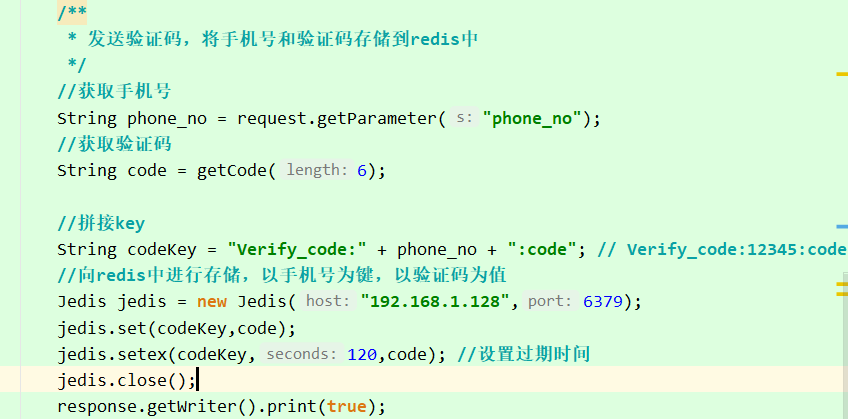 /**
* 发送验证码，将手机号和验证码存储到redis中
*/
//获取手机号
String phone_no = request.getParameter( s: "phone_no");
//获取验证码
String code = getCode( length: 6);
//拼接key
String codeKey = "Verify_code:" + phone_no + ":code"; // Verify_code:12345:code
//向redis中进行存储，以手机号为键，以验证码为值
Jedis jedis = new Jedis( host: "192.168.1.128", port: 6379);
jedis.set(codeKey,code);
jedis.setex(codeKey, seconds: 120,code); //设置过期时间
jedis.close();
response.getWriter().print(true);